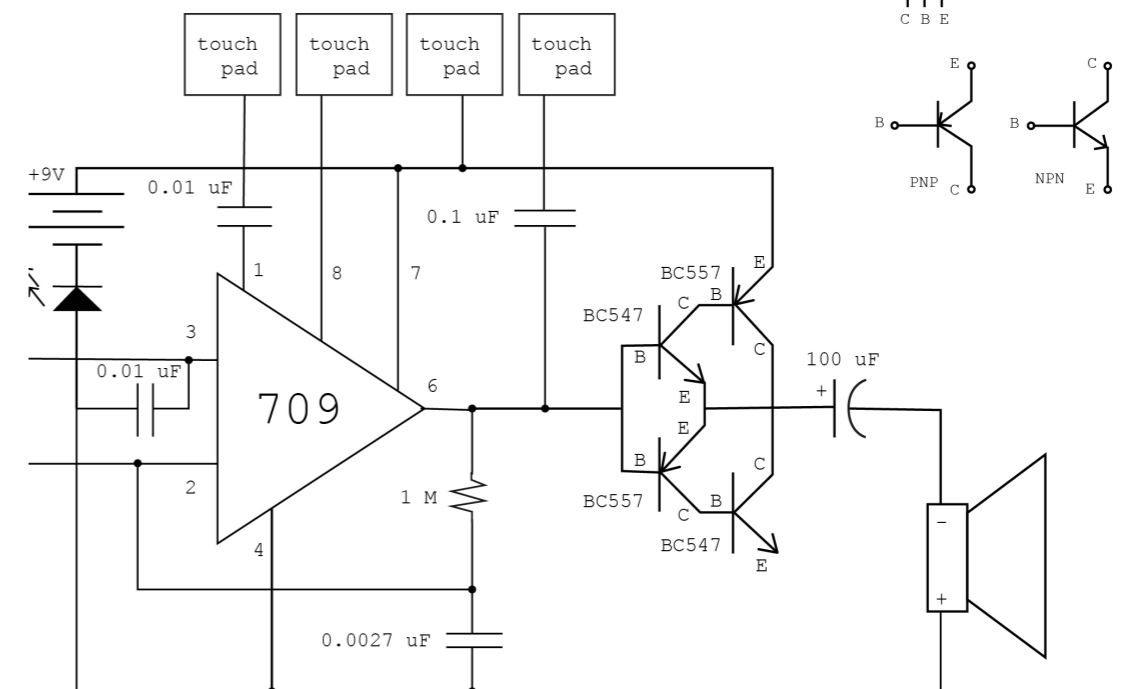 C B E
touch
pad
touch
pad
touch
pad
touch
pad
E
C
B
B
PNP
C
NPN
E
+9V
0.01 uF
0.1 uF
1
8
7
E
BC557
C
B
BC547
3
B
C
100 uF
0.01 uF
6
E
+
709
E
B
C
2
1 M
BC557
C
B
−
4
BC547
E
+
0.0027 uF